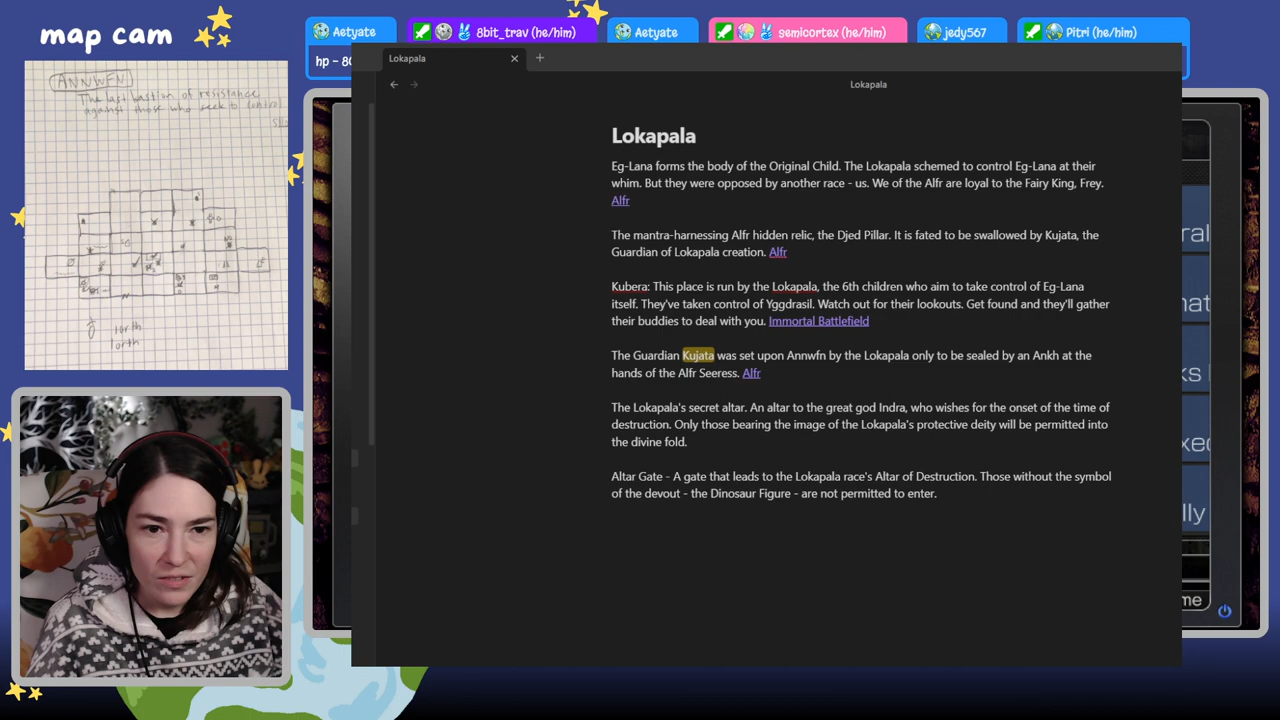 map cam
Aetyate
8bit_trav (he/him)
Aetyate
semicortex (he/him)
jedy567
Pitri (he/him)
hp - 80
ANNWFN
The last bastion of resistance
against those who seek to control
Lokapala
Lokapala
Lokapala
Eg-Lana forms the body of the Original Child. The Lokapala schemed to control Eg-Lana at their
whim. But they were opposed by another race - us. We of the Alfr are loyal to the Fairy King, Frey.
Alfr
The mantra-harnessing Alfr hidden relic, the Djed Pillar. It is fated to be swallowed by Kujata, the
Guardian of Lokapala creation. Alfr
Kubera: This place is run by the Lokapala, the 6th children who aim to take control of Eg-Lana
itself. They've taken control of Yggdrasil. Watch out for their lookouts. Get found and they'll gather
their buddies to deal with you. Immortal Battlefield
The Guardian Kujata was set upon Annwfn by the Lokapala only to be sealed by an Ankh at the
hands of the Alfr Seeress. Alfr
The Lokapala's secret altar. An altar to the great god Indra, who wishes for the onset of the time of
destruction. Only those bearing the image of the Lokapala's protective deity will be permitted into
the divine fold.
Altar Gate - A gate that leads to the Lokapala race's Altar of Destruction. Those without the symbol
of the devout - the Dinosaur Figure - are not permitted to enter.